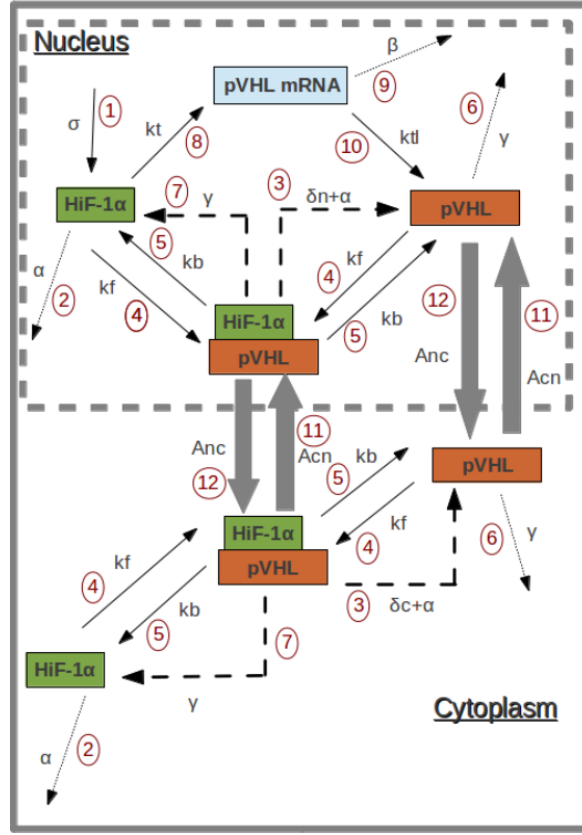 Nucleus
β
pVHL mRNA
9
6
1
σ
kt
8
10
ktl
γ
7
γ
3
δn+α
HiF-1α
pVHL
5
kb
α
2
kf
4
kf
4
kb
5
HiF-1α
pVHL
12
11
Anc
Acn
Anc
11
Acn
12
kb
5
pVHL
HiF-1α
pVHL
kf
4
6
γ
kf
4
kb
5
3
δc+α
7
HiF-1α
γ
Cytoplasm
α
2